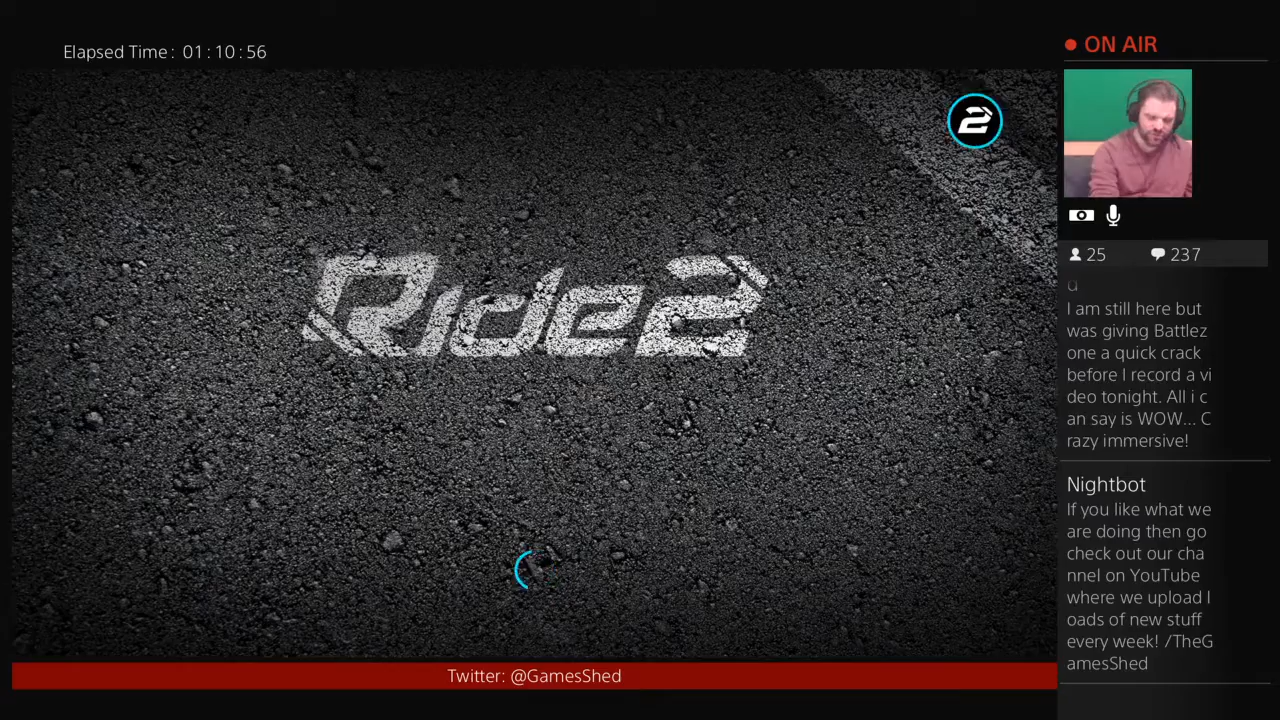 Elapsed Time: 01:10:56
ON AIR
2
Ride2
25 237
I am still here but
was giving Battlez
one a quick crack
before I record a vi
deo tonight. All i c
an say is WOW... C
razy immersive!
Nightbot
If you like what we
are doing then go
check out our cha
nnel on YouTube
where we upload l
oads of new stuff
every week! /TheG
amesShed
Twitter: @GamesShed